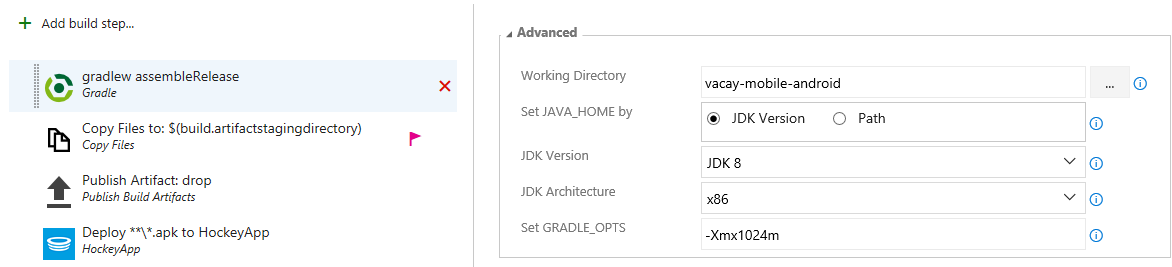 Add build step...
gradlew assembleRelease
Gradle
Copy Files to: $(build.artifactstagingdirectory)
Copy Files
Publish Artifact: drop
Publish Build Artifacts
Deploy **\*.apk to HockeyApp
HockeyApp
Advanced
Working Directory
vacay-mobile-android
...
Set JAVA_HOME by
JDK Version
Path
JDK Version
JDK 8
JDK Architecture
x86
Set GRADLE_OPTS
-Xmx1024m